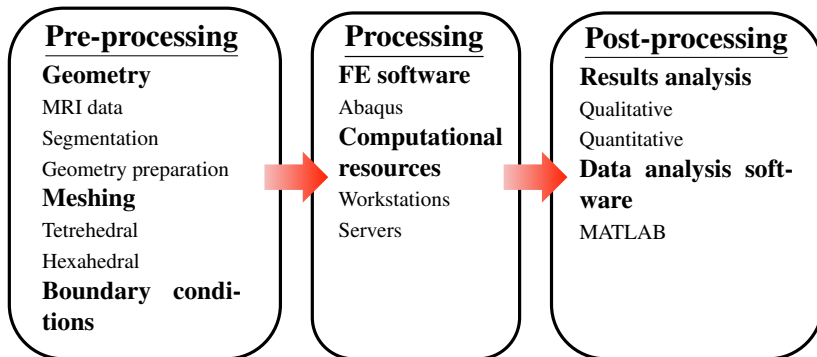 Pre-processing
Geometry
MRI data
Segmentation
Geometry preparation
Meshing
Tetrehedral
Hexahedral
Boundary condi-
tions
Processing
FE software
Abaqus
Computational
resources
Workstations
Servers
Post-processing
Results analysis
Qualitative
Quantitative
Data analysis soft-
ware
MATLAB